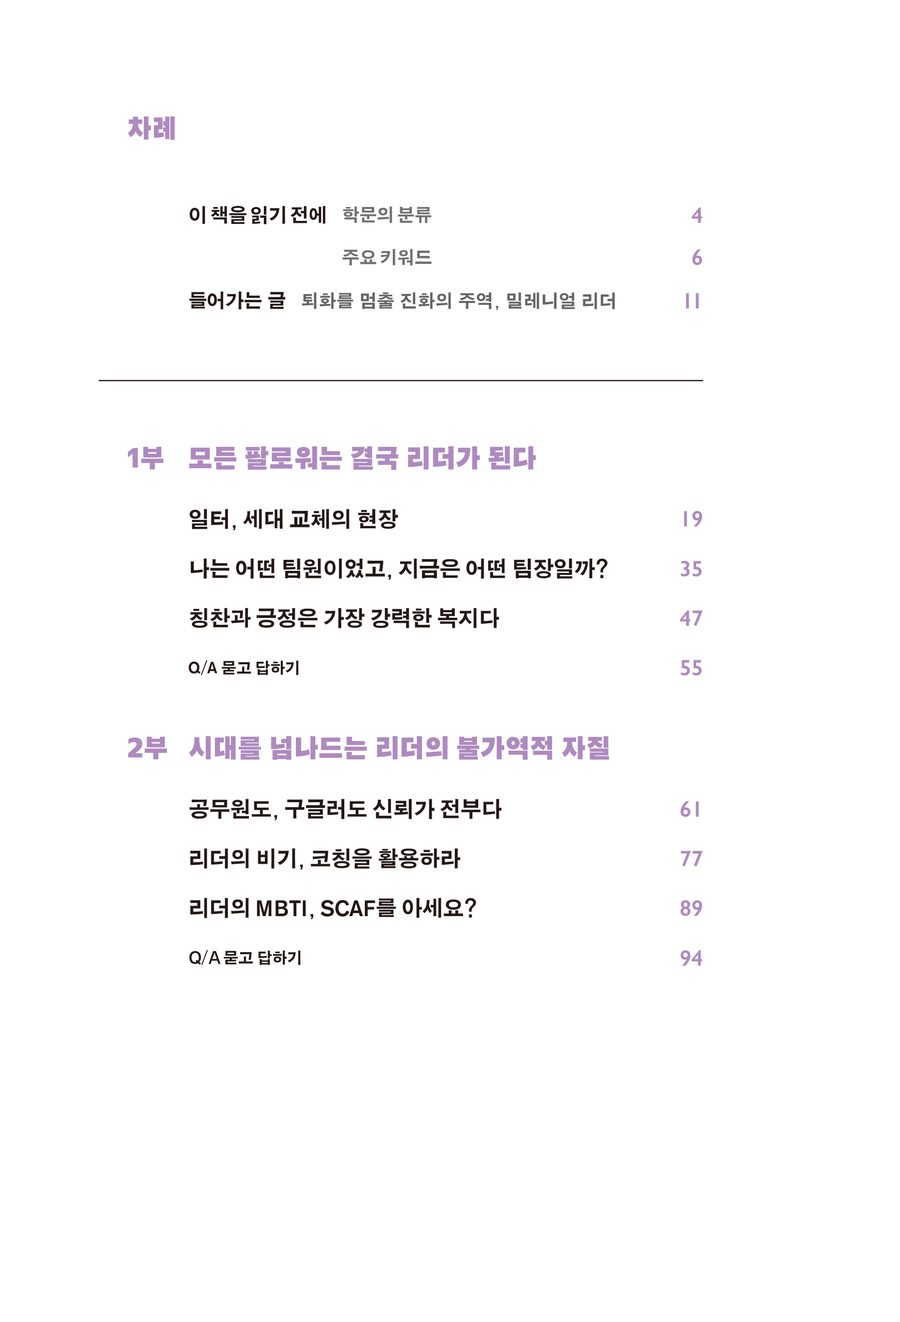 차례
이 책을 읽기 전에 학문의 분류 4
주요 키워드 6
들어가는 글 퇴화를 멈출 진화의 주역, 밀레니얼 리더 11
1부 모든 팔로워는 결국 리더가 된다
일터, 세대 교체의 현장 19
나는 어떤 팀원이었고, 지금은 어떤 팀장일까? 35
칭찬과 긍정은 가장 강력한 복지다 47
Q/A 묻고 답하기 55
2부 시대를 넘나드는 리더의 불가역적 자질
공무원도, 구글러도 신뢰가 전부다 61
리더의 비기, 코칭을 활용하라 77
리더의 MBTI, SCAF를 아세요? 89
Q/A 묻고 답하기 94